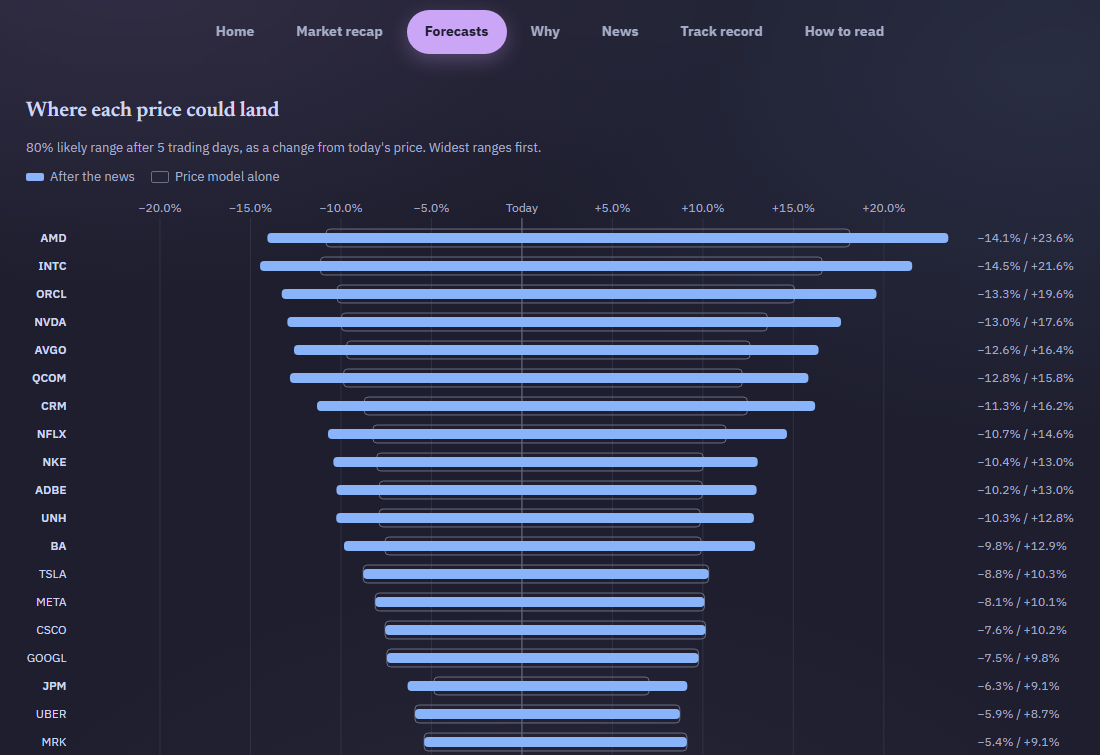 Home Market cap Forecasts Why News Track record How to read
Where each price could land
80% likely range after 5 trading days, as a change from today's price. Widest ranges first.
After the news Price model alone
−20.0% −15.0% −10.0% −5.0% Today +5.0% +10.0% +15.0% +20.0%
AMD −14.1% / +23.6%
INTC −14.5% / +21.6%
ORCL −13.3% / +19.6%
NVDA −13.0% / +17.6%
AVGO −12.6% / +16.4%
QCOM −12.8% / +15.8%
CRM −11.3% / +16.2%
NFLX −10.7% / +14.6%
NKE −10.4% / +13.0%
ADBE −10.2% / +13.0%
UNH −10.3% / +12.8%
BA −9.8% / +12.9%
TSLA −8.8% / +10.3%
META −8.1% / +10.1%
CSCO −7.6% / +10.2%
GOOGL −7.5% / +9.8%
JPM −6.3% / +9.1%
UBER −5.9% / +8.7%
MRK −5.4% / +9.1%